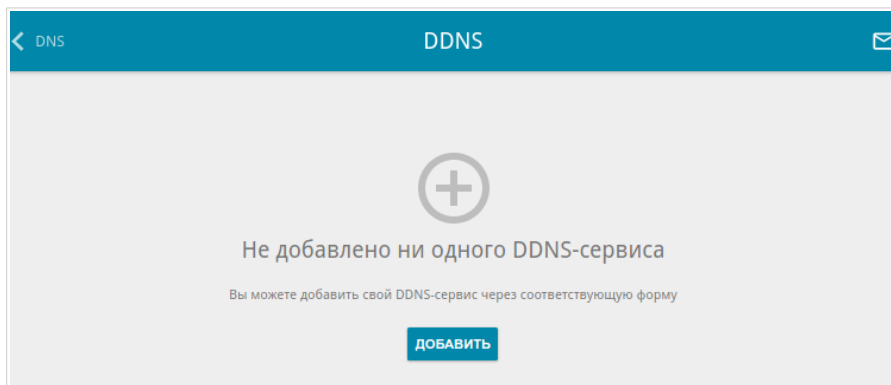 DNS
DDNS
Не добавлено ни одного DDNS-сервиса
Вы можете добавить свой DDNS-сервис через соответствующую форму
ДОБАВИТЬ